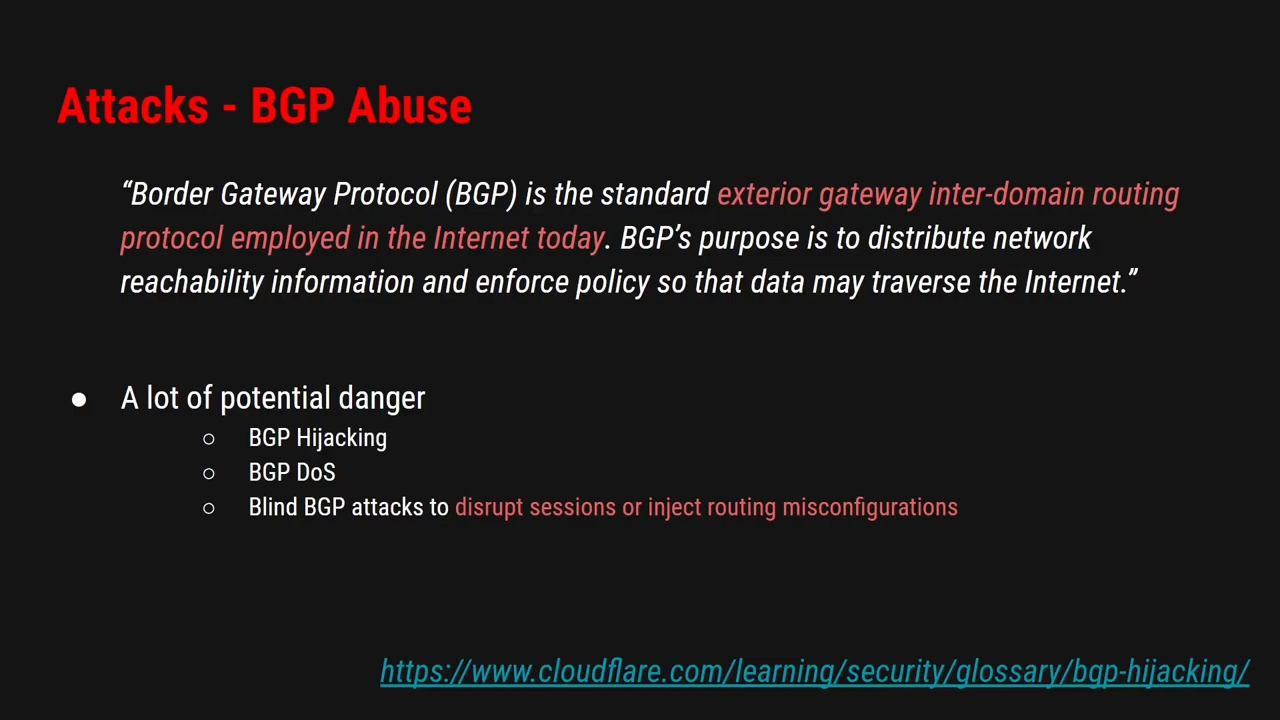 Attacks - BGP Abuse
“Border Gateway Protocol (BGP) is the standard exterior gateway inter-domain routing
protocol employed in the Internet today. BGP’s purpose is to distribute network
reachability information and enforce policy so that data may traverse the Internet.”
● A lot of potential danger
○ BGP Hijacking
○ BGP DoS
○ Blind BGP attacks to disrupt sessions or inject routing misconfigurations
https://www.cloudflare.com/learning/security/glossary/bgp-hijacking/